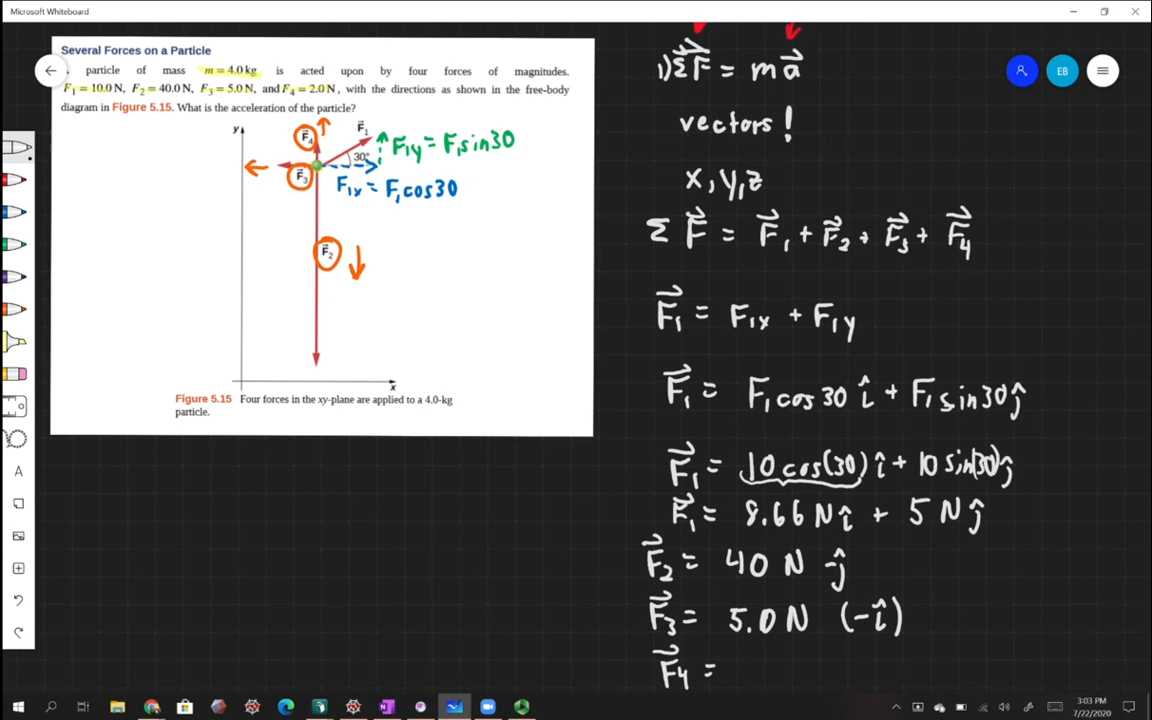 Microsoft Whiteboard
Several Forces on a Particle
particle of mass m = 4.0 kg is acted upon by four forces of magnitudes.
F₁ = 10.0 N, F₂ = 40.0 N, F₃ = 5.0 N, and F₄ = 2.0 N, with the directions as shown in the free-body
diagram in Figure 5.15. What is the acceleration of the particle?
y
F⃗₄
F⃗₁
30°
F₁y = F₁sin30
F⃗₃
F₁x = F₁cos30
F⃗₂
x
Figure 5.15 Four forces in the xy-plane are applied to a 4.0-kg
particle.
1) ΣF⃗ = ma⃗
vectors!
x,y,z
Σ F⃗ = F⃗₁ + F⃗₂ + F⃗₃ + F⃗₄
F⃗₁ = F₁x + F₁y
F⃗₁ = F₁cos30 î + F₁sin30 ĵ
F⃗₁ = 10cos(30) î + 10 sin(30) ĵ
F⃗₁ = 8.66 N î + 5 N ĵ
F⃗₂ = 40 N -ĵ
F⃗₃ = 5.0 N (-î)
F⃗₄ =
EB
A
3:03 PM
7/22/2020